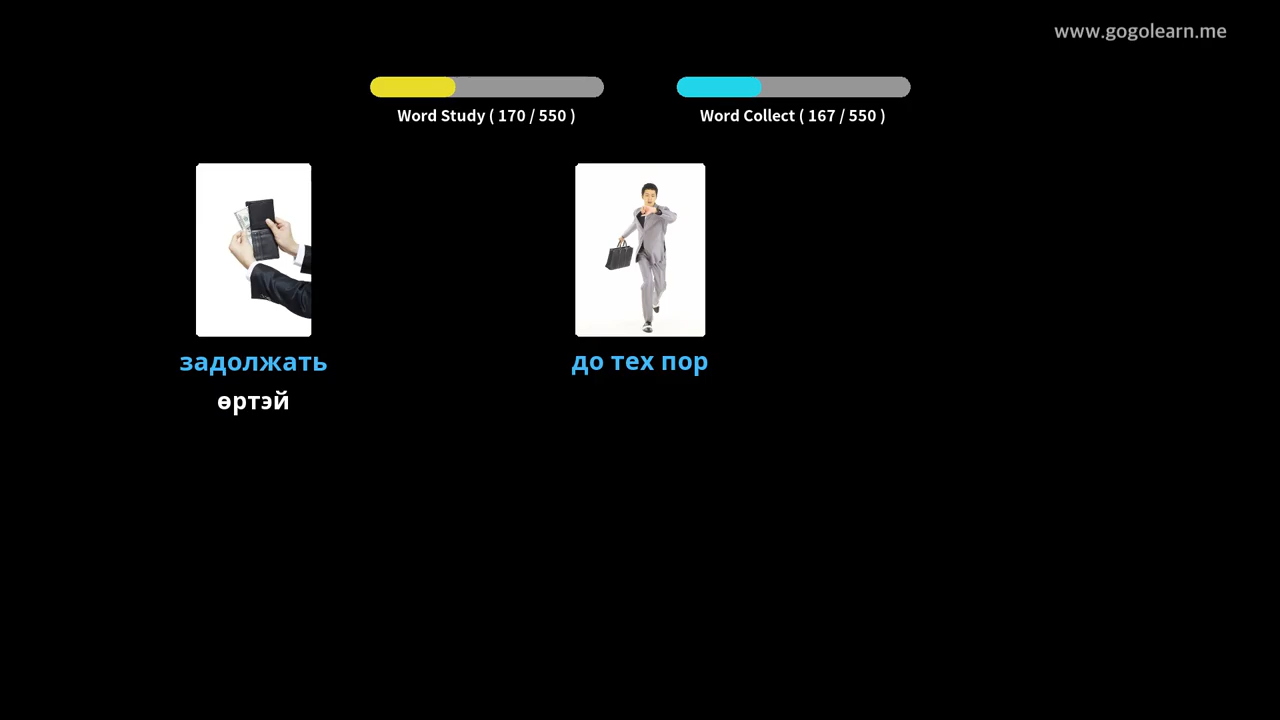 www.gogolearn.me
Word Study ( 170 / 550 )
Word Collect ( 167 / 550 )
задолжать
өртэй
до тех пор